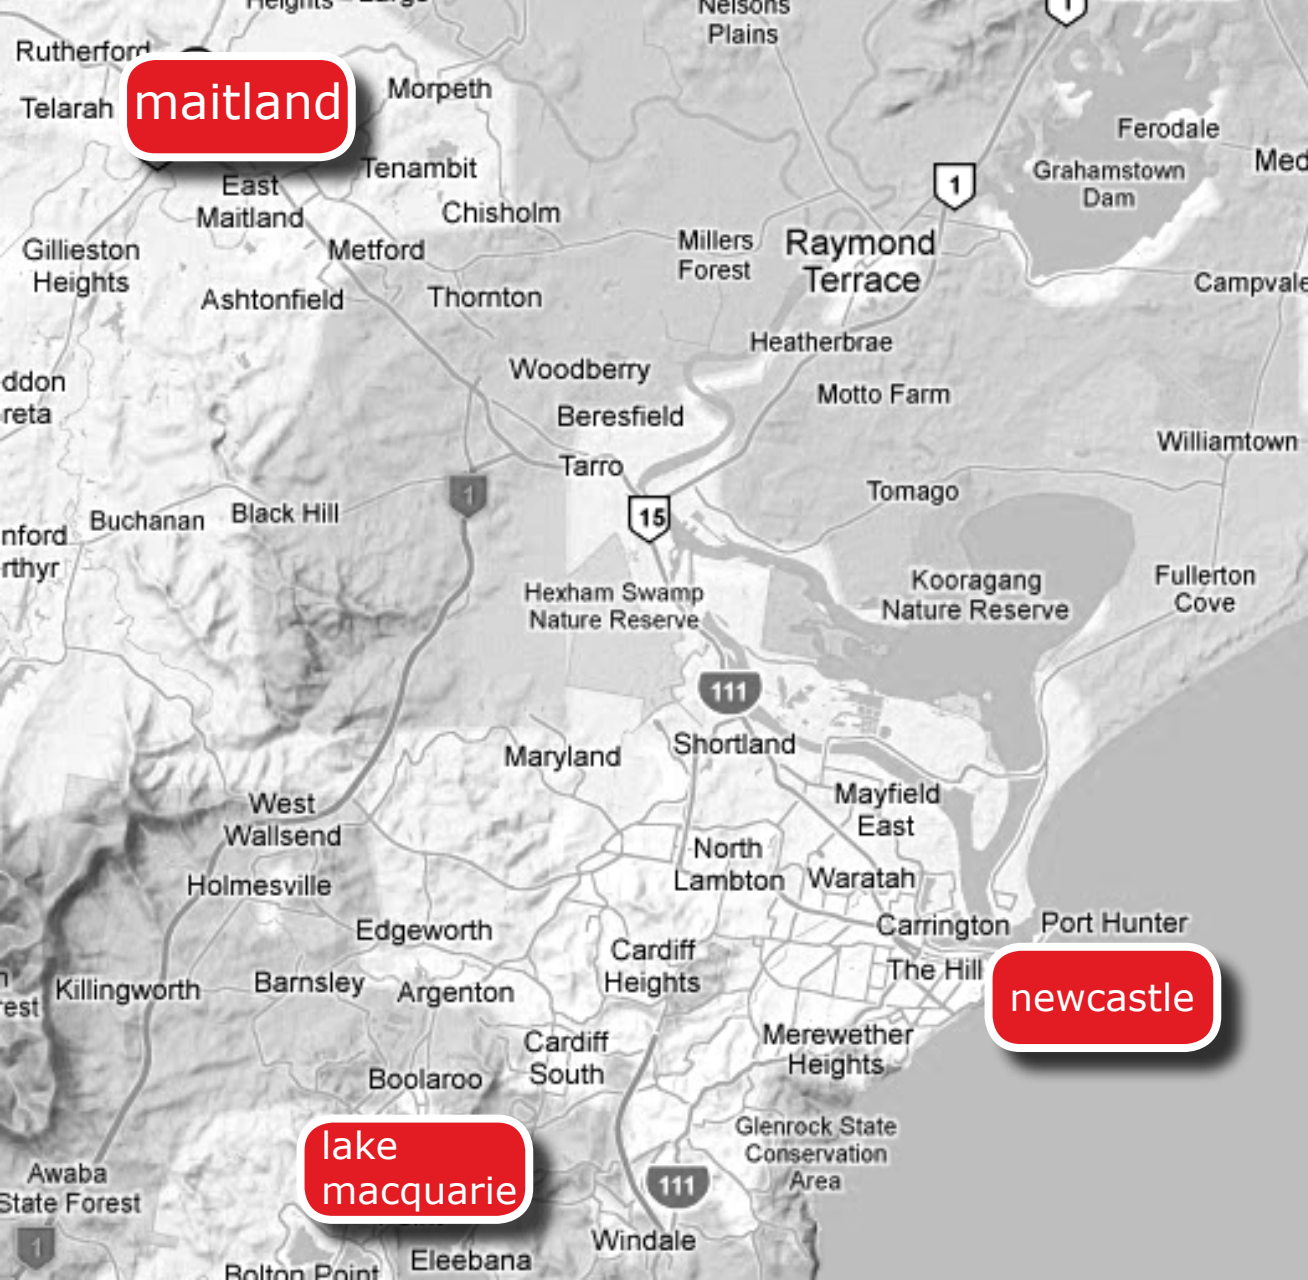 Heights
Largs
Nelsons
Plains
1
Rutherford
Telarah
maitland
Morpeth
Ferodale
Grahamstown
Dam
Tenambit
East
Maitland
Chisholm
1
Gillieston
Heights
Metford
Millers
Forest
Raymond
Terrace
Ashtonfield
Thornton
Campvale
Heatherbrae
Woodberry
Motto Farm
Beresfield
Williamtown
Tarro
Tomago
1
15
Buchanan
Black Hill
Hexham Swamp
Nature Reserve
Kooragang
Nature Reserve
Fullerton
Cove
111
Maryland
Shortland
West
Wallsend
Mayfield
East
North
Lambton
Waratah
Holmesville
Edgeworth
Carrington
Port Hunter
Cardiff
Heights
The Hill
newcastle
Killingworth
Barnsley
Argenton
Cardiff
South
Merewether
Heights
Boolaroo
lake
macquarie
Glenrock State
Conservation
Area
Awaba
State Forest
111
1
Windale
Eleebana
Bolton Point